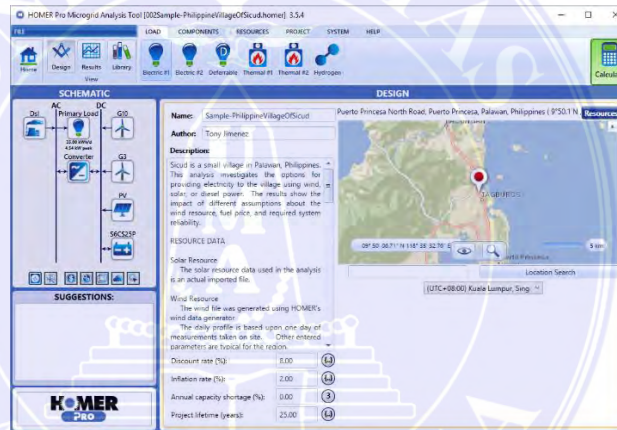 HOMER Pro Microgrid Analysis Tool [002Sample-PhilippineVillageOfSicud.homer] 3.5.4
FILE
LOAD COMPONENTS RESOURCES PROJECT SYSTEM HELP
Home
Design Results Library
View
Electric #1 Electric #2 Deferrable Thermal #1 Thermal #2 Hydrogen
Calculate
SCHEMATIC
DESIGN
AC DC
Dsl Primary Load G10
Converter G3
PV
S6CS25P
SUGGESTIONS:
HOMER
PRO
Name: Sample-PhilippineVillageOfSicud
Author: Tony Jimenez
Description:
Sicud is a small village in Palawan, Philippines.
This analysis investigates the options for
providing electricity to the village using wind,
solar, or diesel power. The results show the
impact of different assumptions about the
wind resource, fuel price, and required system
reliability.
RESOURCE DATA
Solar Resource
The solar resource data used in the analysis
is an actual imported file.
Wind Resource
The wind file was generated using HOMER's
wind data generator.
The daily profile is based upon one day of
measurements taken on site. Other entered
parameters are typical for the region.
Discount rate (%): 8.00
Inflation rate (%): 2.00
Annual capacity shortage (%): 0.00
Project lifetime (years): 25.00
Puerto Princesa North Road, Puerto Princesa, Palawan, Philippines ( 9°50.1'N,
Resources
TAGBUROS
5 km
Location Search
(UTC+08:00) Kuala Lumpur, Sing